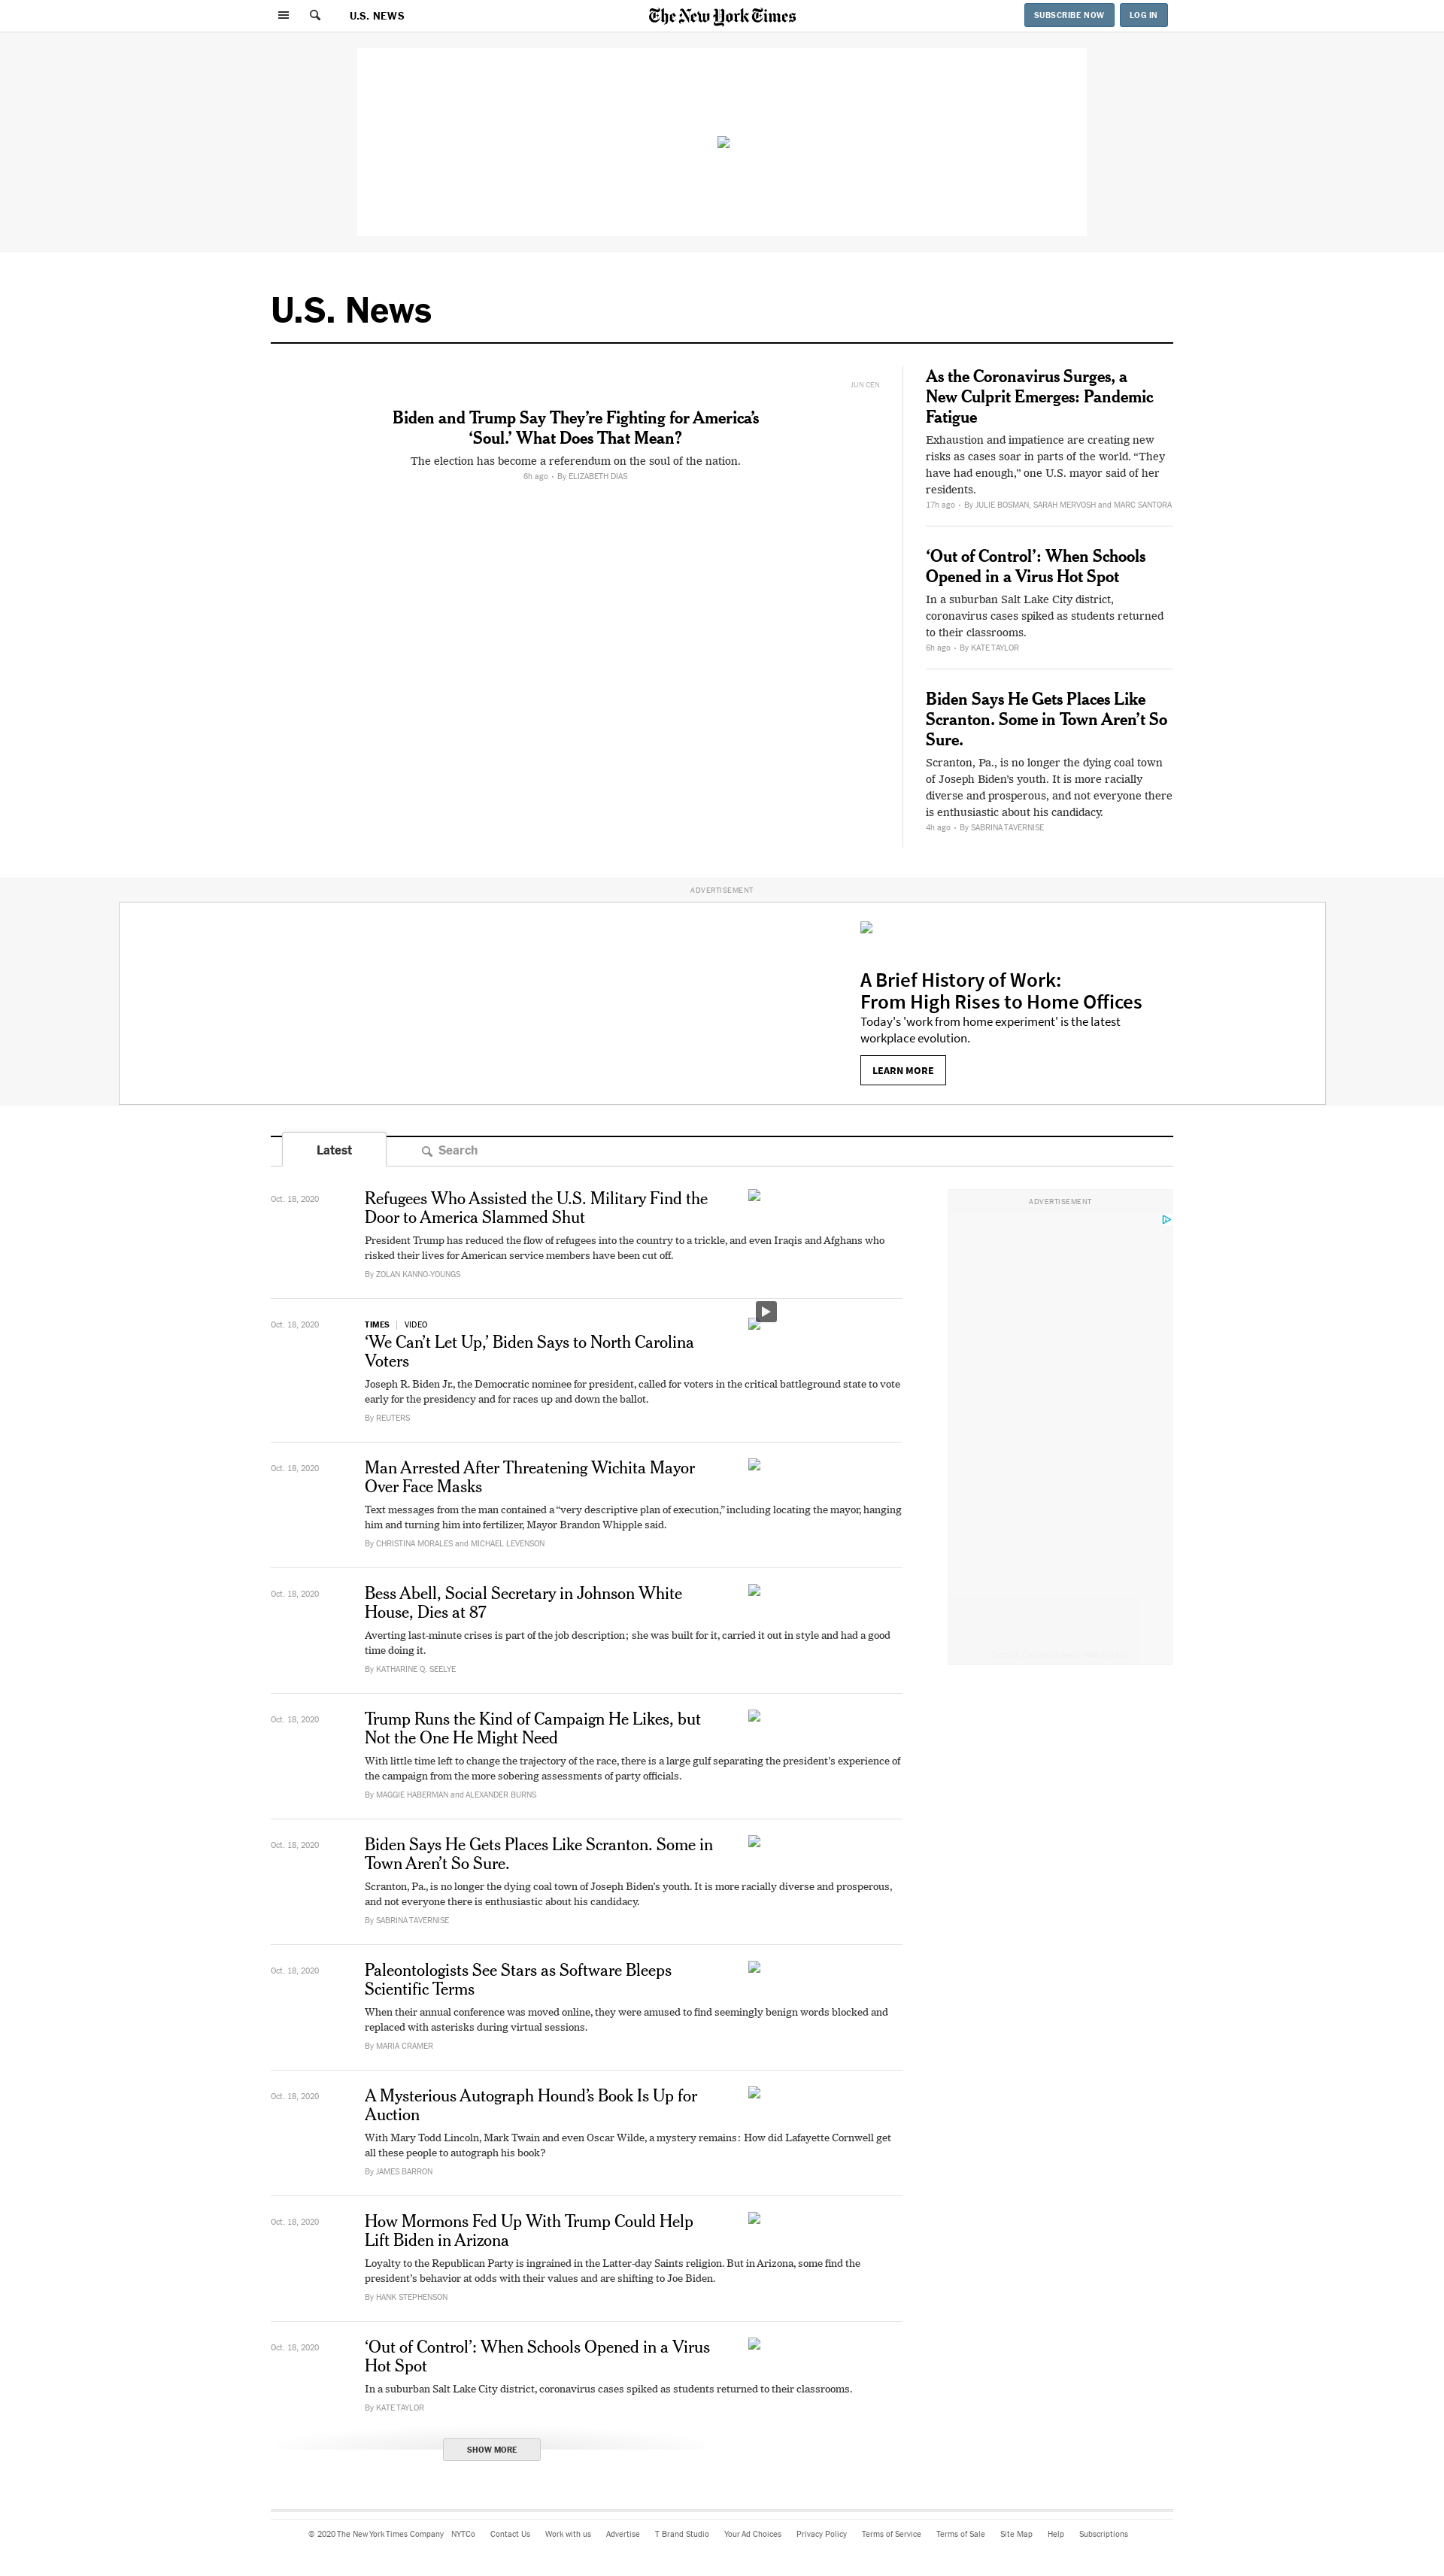 U.S. NEWS
The New York Times
SUBSCRIBE NOW
LOG IN
U.S. News
JUN CEN
Biden and Trump Say They’re Fighting for America’s
‘Soul.’ What Does That Mean?
The election has become a referendum on the soul of the nation.
6h ago • By ELIZABETH DIAS
As the Coronavirus Surges, a
New Culprit Emerges: Pandemic
Fatigue
Exhaustion and impatience are creating new
risks as cases soar in parts of the world. “They
have had enough,” one U.S. mayor said of her
residents.
17h ago • By JULIE BOSMAN, SARAH MERVOSH and MARC SANTORA
‘Out of Control’: When Schools
Opened in a Virus Hot Spot
In a suburban Salt Lake City district,
coronavirus cases spiked as students returned
to their classrooms.
6h ago • By KATE TAYLOR
Biden Says He Gets Places Like
Scranton. Some in Town Aren’t So
Sure.
Scranton, Pa., is no longer the dying coal town
of Joseph Biden’s youth. It is more racially
diverse and prosperous, and not everyone there
is enthusiastic about his candidacy.
4h ago • By SABRINA TAVERNISE
ADVERTISEMENT
A Brief History of Work:
From High Rises to Home Offices
Today's 'work from home experiment' is the latest
workplace evolution.
LEARN MORE
Latest
Search
ADVERTISEMENT
Oct. 18, 2020
Refugees Who Assisted the U.S. Military Find the
Door to America Slammed Shut
President Trump has reduced the flow of refugees into the country to a trickle, and even Iraqis and Afghans who
risked their lives for American service members have been cut off.
By ZOLAN KANNO-YOUNGS
Oct. 18, 2020
TIMES | VIDEO
‘We Can’t Let Up,’ Biden Says to North Carolina
Voters
Joseph R. Biden Jr., the Democratic nominee for president, called for voters in the critical battleground state to vote
early for the presidency and for races up and down the ballot.
By REUTERS
Oct. 18, 2020
Man Arrested After Threatening Wichita Mayor
Over Face Masks
Text messages from the man contained a “very descriptive plan of execution,” including locating the mayor, hanging
him and turning him into fertilizer, Mayor Brandon Whipple said.
By CHRISTINA MORALES and MICHAEL LEVENSON
Oct. 18, 2020
Bess Abell, Social Secretary in Johnson White
House, Dies at 87
Averting last-minute crises is part of the job description; she was built for it, carried it out in style and had a good
time doing it.
By KATHARINE Q. SEELYE
Oct. 18, 2020
Trump Runs the Kind of Campaign He Likes, but
Not the One He Might Need
With little time left to change the trajectory of the race, there is a large gulf separating the president’s experience of
the campaign from the more sobering assessments of party officials.
By MAGGIE HABERMAN and ALEXANDER BURNS
Oct. 18, 2020
Biden Says He Gets Places Like Scranton. Some in
Town Aren’t So Sure.
Scranton, Pa., is no longer the dying coal town of Joseph Biden’s youth. It is more racially diverse and prosperous,
and not everyone there is enthusiastic about his candidacy.
By SABRINA TAVERNISE
Oct. 18, 2020
Paleontologists See Stars as Software Bleeps
Scientific Terms
When their annual conference was moved online, they were amused to find seemingly benign words blocked and
replaced with asterisks during virtual sessions.
By MARIA CRAMER
Oct. 18, 2020
A Mysterious Autograph Hound’s Book Is Up for
Auction
With Mary Todd Lincoln, Mark Twain and even Oscar Wilde, a mystery remains: How did Lafayette Cornwell get
all these people to autograph his book?
By JAMES BARRON
Oct. 18, 2020
How Mormons Fed Up With Trump Could Help
Lift Biden in Arizona
Loyalty to the Republican Party is ingrained in the Latter-day Saints religion. But in Arizona, some find the
president’s behavior at odds with their values and are shifting to Joe Biden.
By HANK STEPHENSON
Oct. 18, 2020
‘Out of Control’: When Schools Opened in a Virus
Hot Spot
In a suburban Salt Lake City district, coronavirus cases spiked as students returned to their classrooms.
By KATE TAYLOR
SHOW MORE
© 2020 The New York Times Company NYTCo Contact Us Work with us Advertise T Brand Studio Your Ad Choices Privacy Policy Terms of Service Terms of Sale Site Map Help Subscriptions